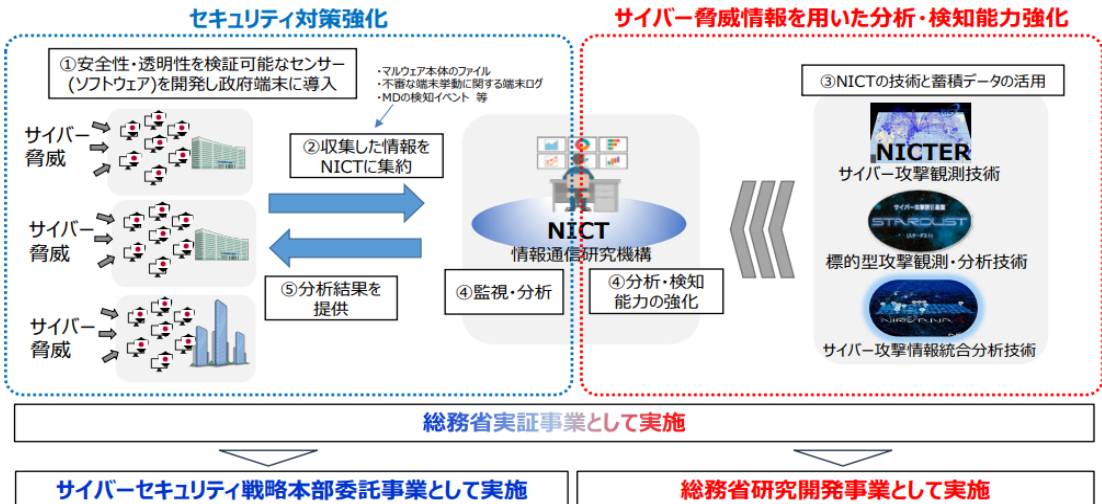 セキュリティ対策強化
サイバー脅威情報を用いた分析・検知能力強化
①安全性・透明性を検証可能なセンサー
(ソフトウェア)を開発し政府端末に導入
・マルウェア本体のファイル
・不審な端末挙動に関する端末ログ
・MDの検知イベント 等
サイバー
脅威
サイバー
脅威
サイバー
脅威
②収集した情報を
NICTに集約
⑤分析結果を
提供
NICT
情報通信研究機構
④監視・分析
④分析・検知
能力の強化
③NICTの技術と蓄積データの活用
NICTER
サイバー攻撃観測技術
サイバー攻撃誘引基盤
STARDUST
標的型攻撃観測・分析技術
NIRVANA
サイバー攻撃情報統合分析技術
総務省実証事業として実施
サイバーセキュリティ戦略本部委託事業として実施
総務省研究開発事業として実施